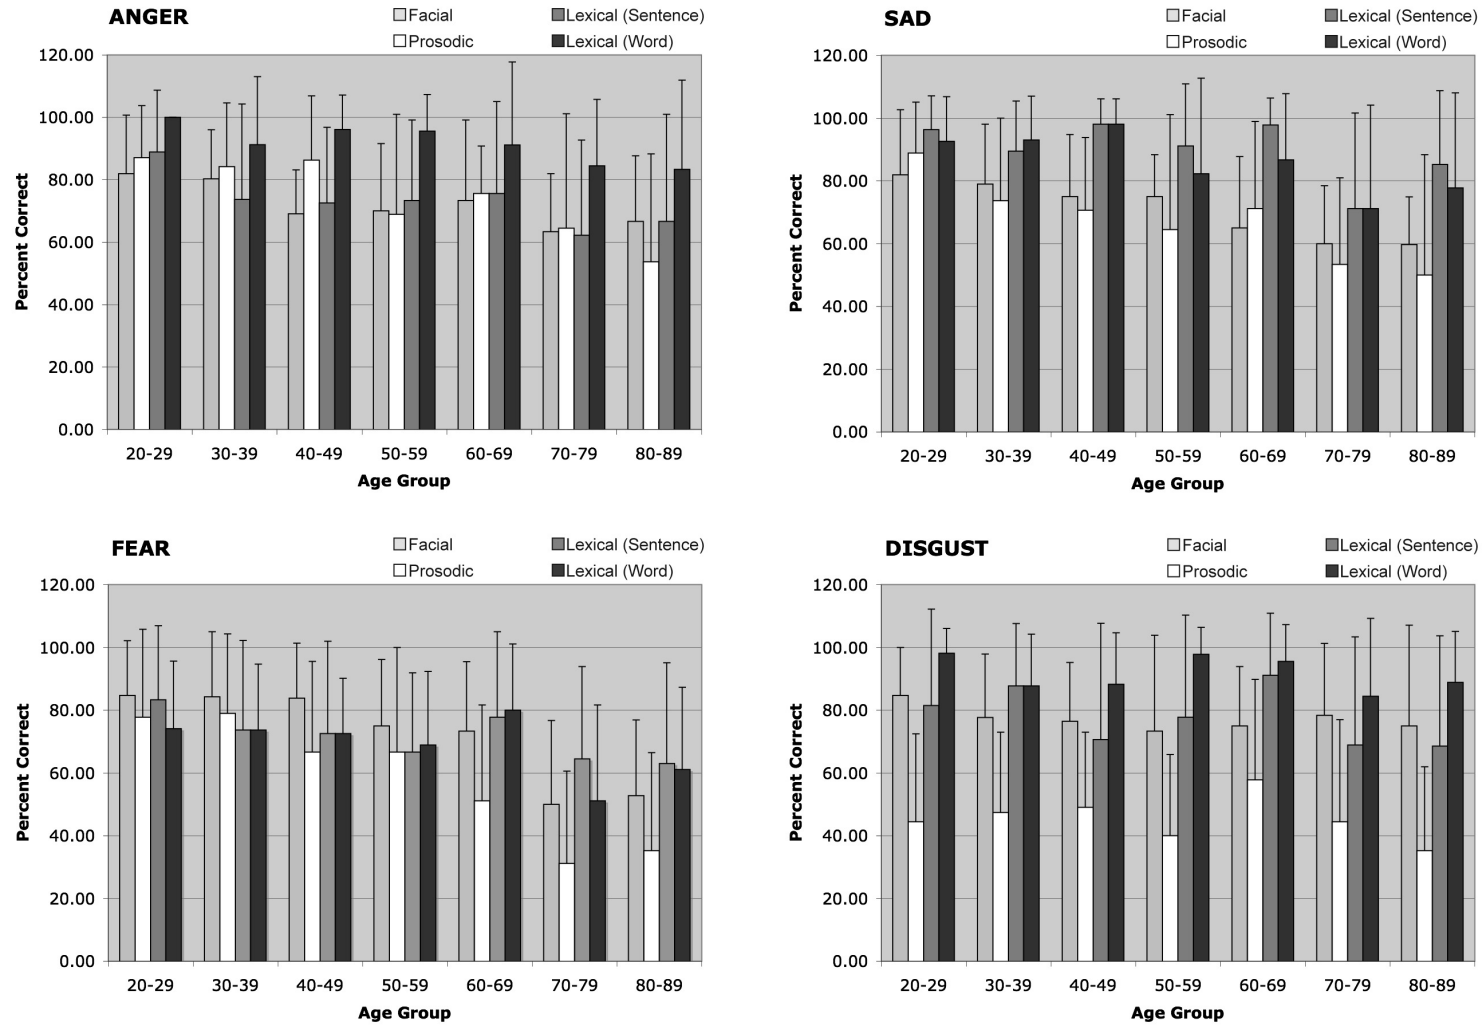 ANGER
Facial Lexical (Sentence)
Prosodic Lexical (Word)
120.00
100.00
80.00
60.00
40.00
20.00
0.00
Percent Correct
20-29 30-39 40-49 50-59 60-69 70-79 80-89
Age Group
SAD
Facial Lexical (Sentence)
Prosodic Lexical (Word)
120.00
100.00
80.00
60.00
40.00
20.00
0.00
Percent Correct
20-29 30-39 40-49 50-59 60-69 70-79 80-89
Age Group
FEAR
Facial Lexical (Sentence)
Prosodic Lexical (Word)
120.00
100.00
80.00
60.00
40.00
20.00
0.00
Percent Correct
20-29 30-39 40-49 50-59 60-69 70-79 80-89
Age Group
DISGUST
Facial Lexical (Sentence)
Prosodic Lexical (Word)
120.00
100.00
80.00
60.00
40.00
20.00
0.00
Percent Correct
20-29 30-39 40-49 50-59 60-69 70-79 80-89
Age Group